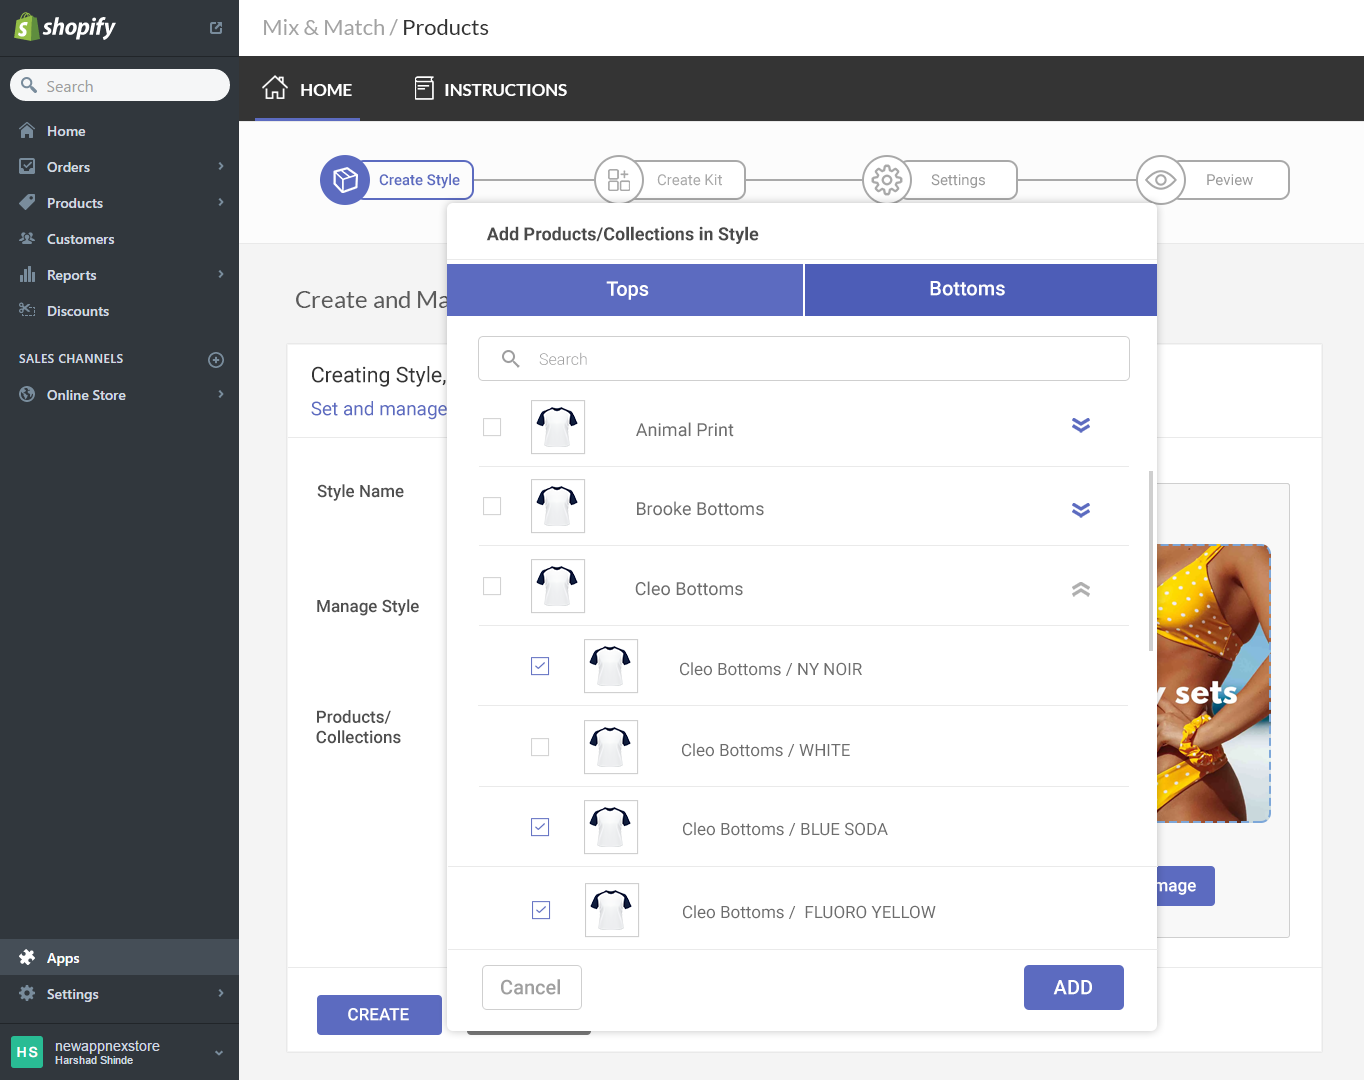 shopify
Mix & Match / Products
Search
HOME
INSTRUCTIONS
Home
Orders
Products
Customers
Reports
Discounts
SALES CHANNELS
Online Store
Apps
Settings
HS
newappnexstore
Harshad Shinde
Create Style
Create Kit
Settings
Peview
Create and Ma
Creating Style,
Set and manage
Style Name
Manage Style
Products/
Collections
CREATE
Add Products/Collections in Style
Tops
Bottoms
Search
Animal Print
Brooke Bottoms
Cleo Bottoms
Cleo Bottoms / NY NOIR
Cleo Bottoms / WHITE
Cleo Bottoms / BLUE SODA
Cleo Bottoms / FLUORO YELLOW
Cancel
ADD
y sets
mage